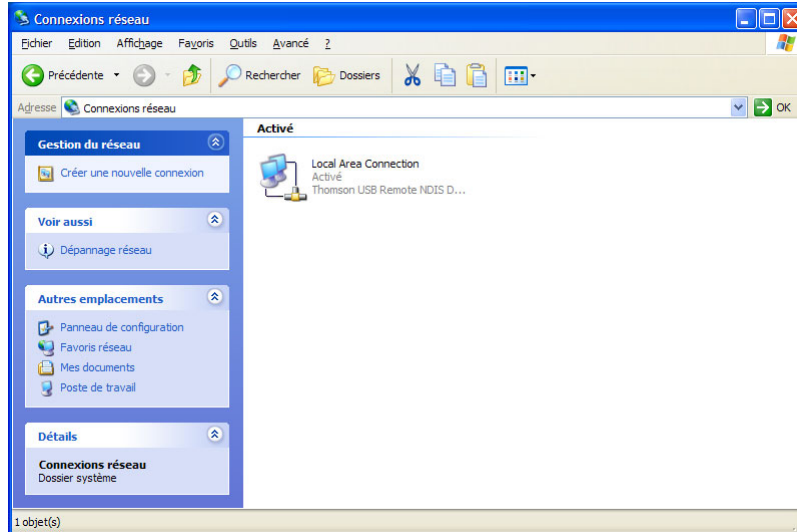 Connexions réseau
Fichier Edition Affichage Favoris Outils Avancé ?
Précédente Rechercher Dossiers
Adresse Connexions réseau OK
Gestion du réseau
Créer une nouvelle connexion
Voir aussi
Dépannage réseau
Autres emplacements
Panneau de configuration
Favoris réseau
Mes documents
Poste de travail
Détails
Connexions réseau
Dossier système
Activé
Local Area Connection
Activé
Thomson USB Remote NDIS D...
1 objet(s)